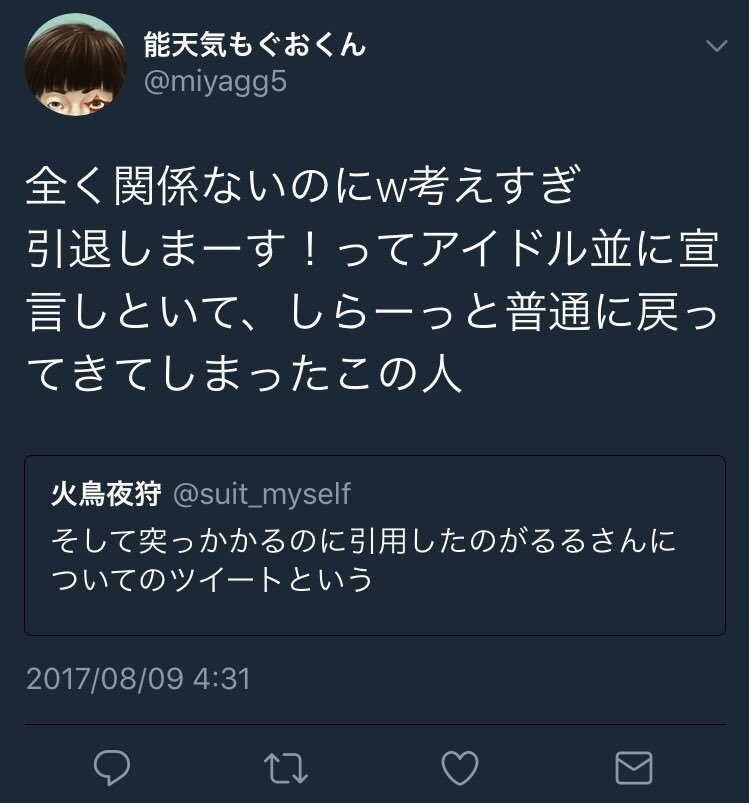 能天気もぐおくん
@miyagg5
全く関係ないのにw考えすぎ
引退しまーす！ってアイドル並に宣
言しといて、しらーっと普通に戻っ
てきてしまったこの人
火鳥夜狩 @suit_myself
そして突っかかるのに引用したのがるるさんに
ついてのツイートという
2017/08/09 4:31